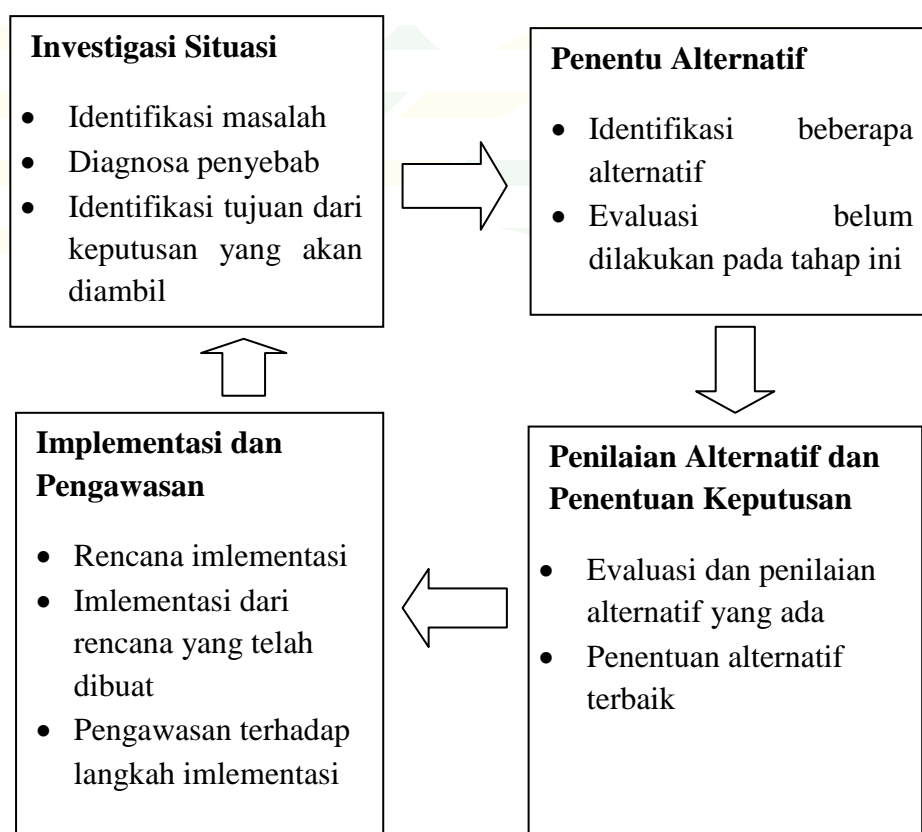 Investigasi Situasi
• Identifikasi masalah
• Diagnosa penyebab
• Identifikasi tujuan dari
keputusan yang akan
diambil
Penentu Alternatif
• Identifikasi beberapa
alternatif
• Evaluasi belum
dilakukan pada tahap ini
Penilaian Alternatif dan
Penentuan Keputusan
• Evaluasi dan penilaian
alternatif yang ada
• Penentuan alternatif
terbaik
Implementasi dan
Pengawasan
• Rencana imlementasi
• Imlementasi dari
rencana yang telah
dibuat
• Pengawasan terhadap
langkah imlementasi